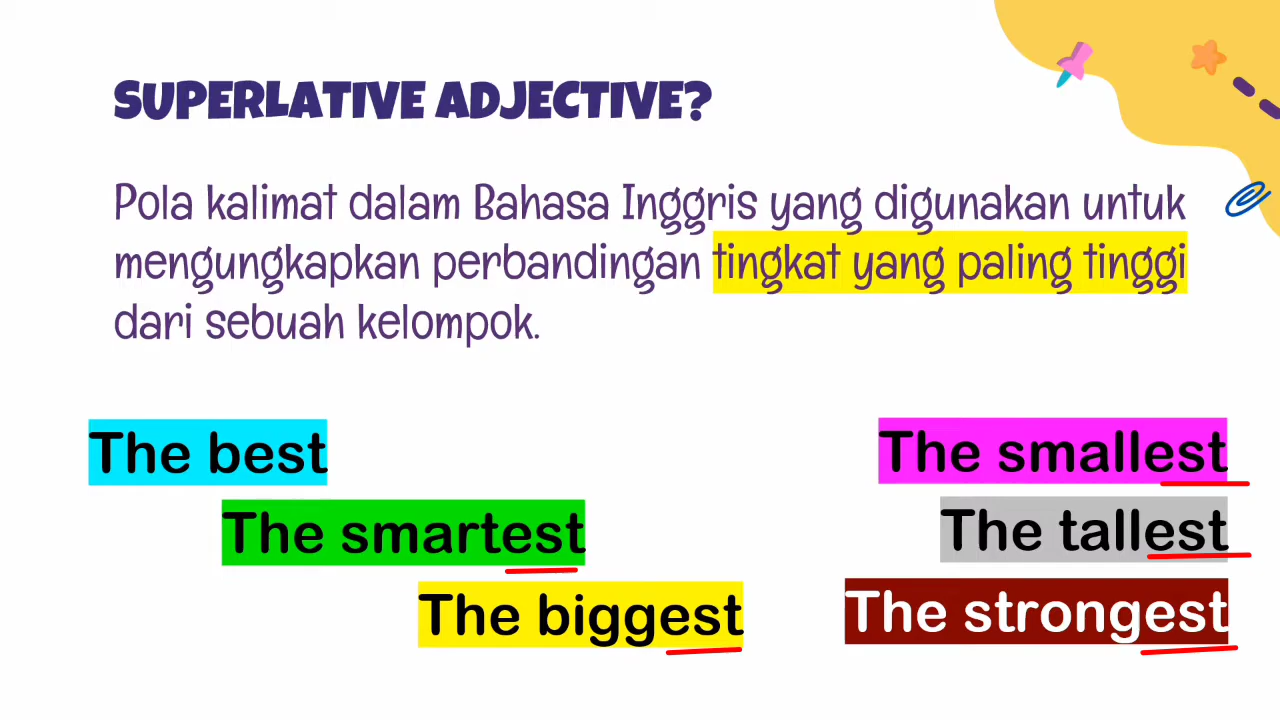 SUPERLATIVE ADJECTIVE?
Pola kalimat dalam Bahasa Inggris yang digunakan untuk
mengungkapkan perbandingan tingkat yang paling tinggi
dari sebuah kelompok.
The best
The smartest
The biggest
The smallest
The tallest
The strongest